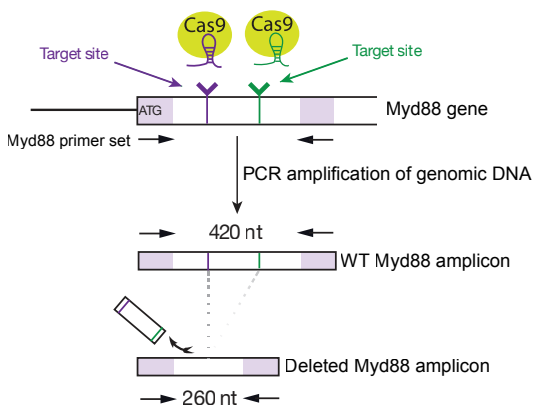 Cas9 Cas9
Target site Target site
ATG Myd88 gene
Myd88 primer set
PCR amplification of genomic DNA
420 nt
WT Myd88 amplicon
Deleted Myd88 amplicon
260 nt